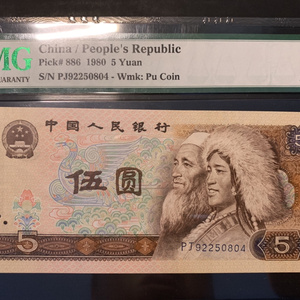 MG
GUARANTY
China / People's Republic
Pick# 886 1980 5 Yuan
S/N PJ92250804 - Wmk: Pu Coin
中国人民银行
伍圆
5
PJ92250804
5
5